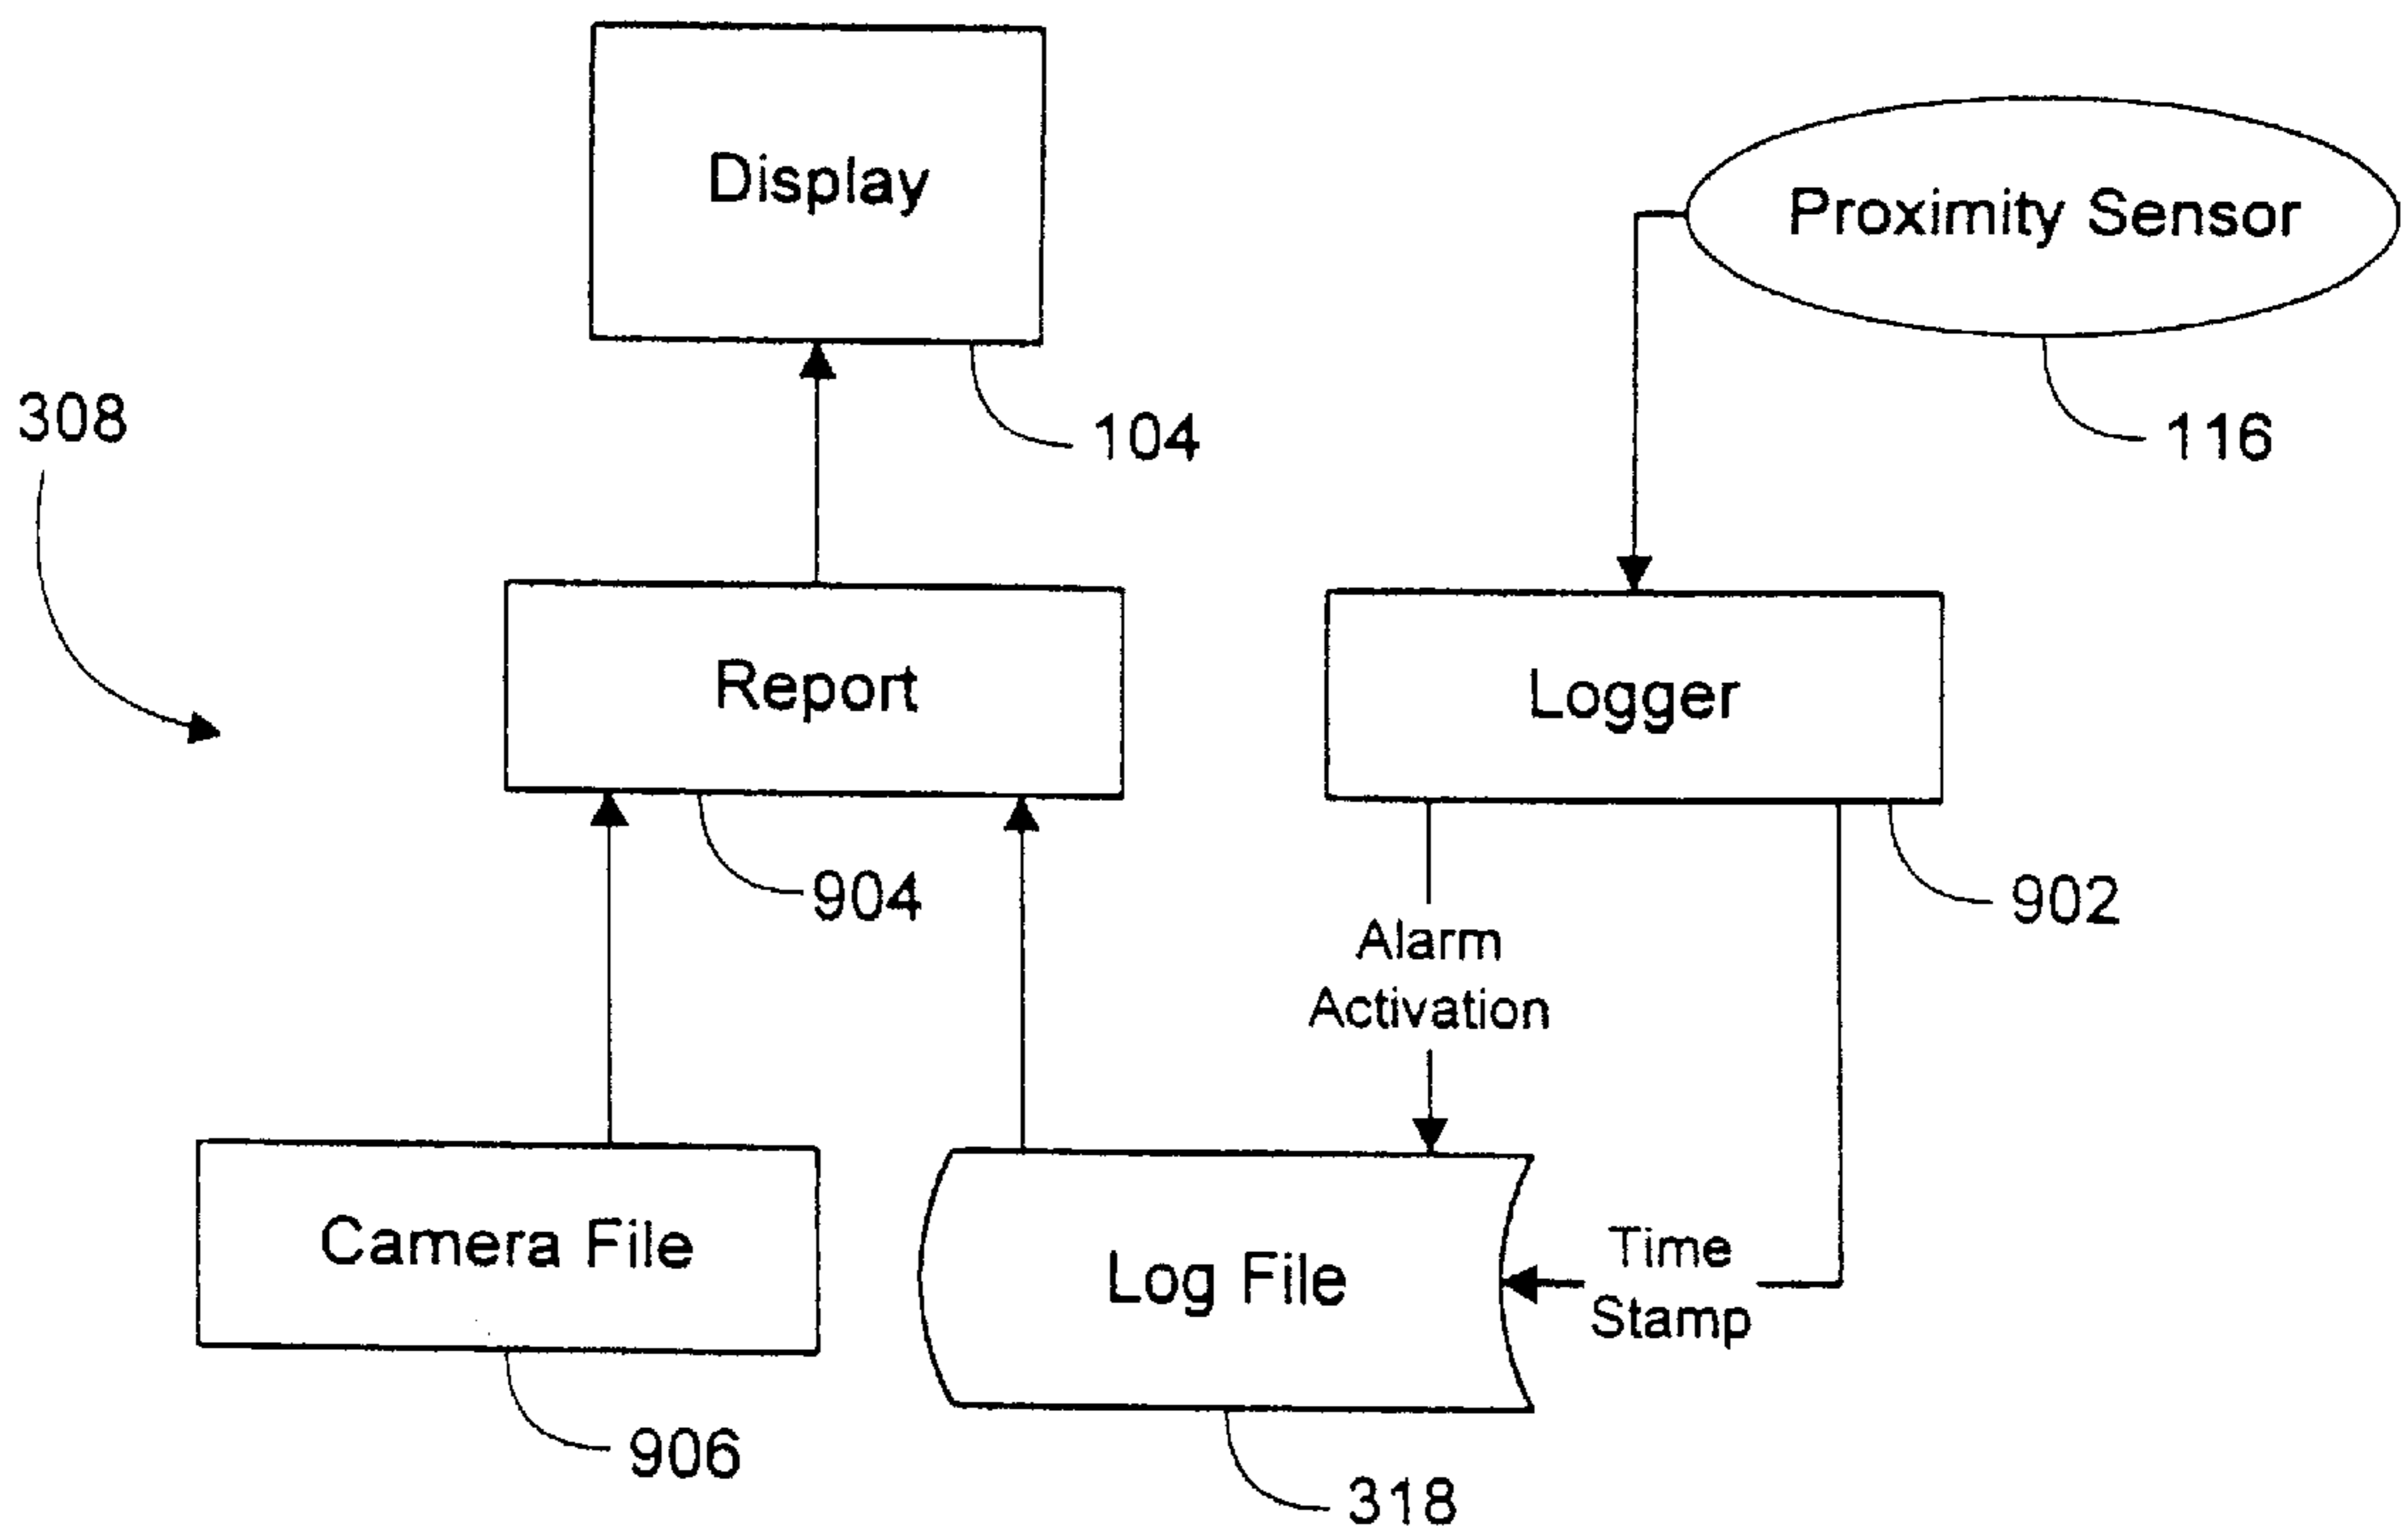 Display
Proximity Sensor
308
104
116
Report
Logger
904
902
Alarm
Activation
Camera File
Log File
Time
Stamp
906
318